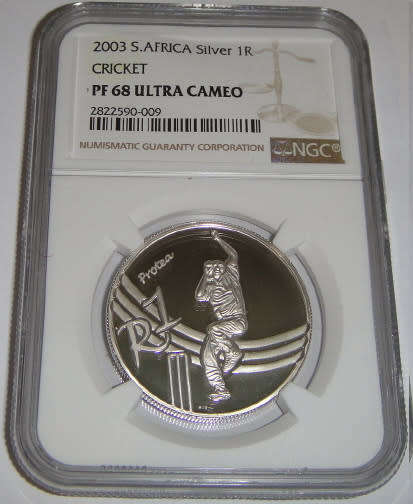 2003 S.AFRICA Silver 1R
CRICKET
PF 68 ULTRA CAMEO
2822590-009
NUMISMATIC GUARANTY CORPORATION
NGC®
Protea
R1